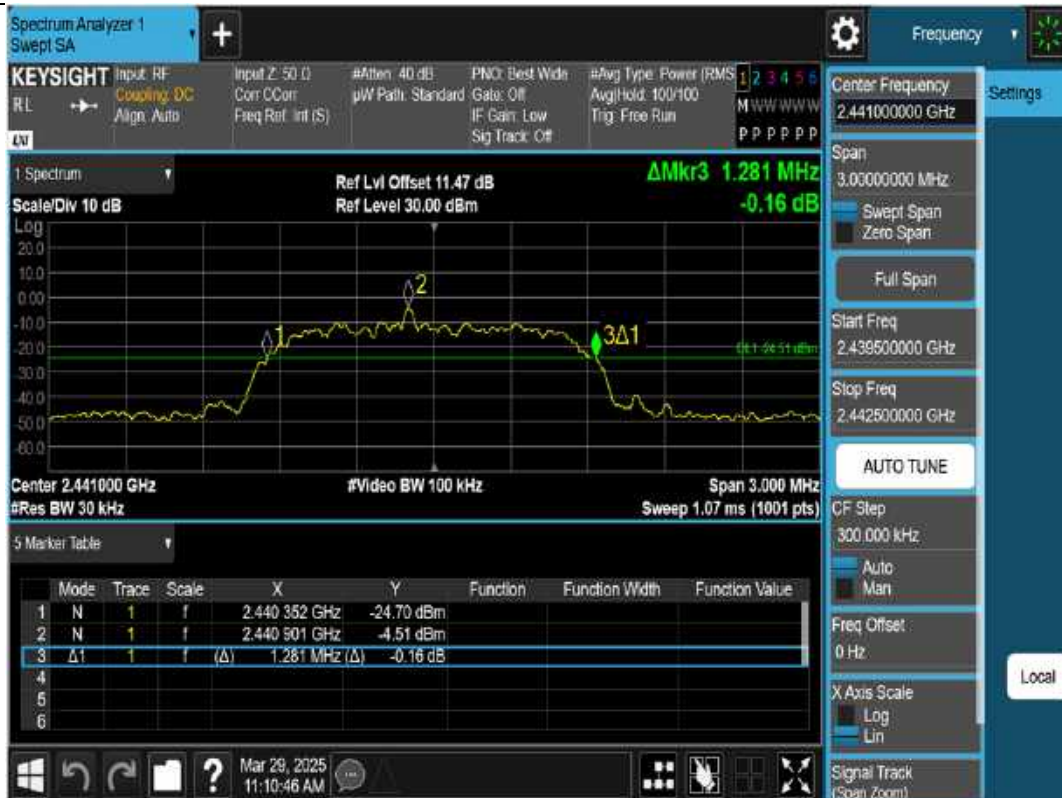 Spectrum Analyzer 1
Swept SA
+
Frequency
KEYSIGHT
RL
Input: RF
Coupling: DC
Align: Auto
Input Z: 50 Ω
Corr CCorr
Freq Ref: Int (S)
#Atten: 40 dB
µW Path: Standard
PNO: Best Wide
Gate: Off
IF Gain: Low
Sig Track: Off
#Avg Type: Power (RMS
Avg|Hold: 100/100
Trig: Free Run
1 2 3 4 5 6
M W W W W W
P P P P P P
LXI
1 Spectrum
Scale/Div 10 dB
Ref Lvl Offset 11.47 dB
Ref Level 30.00 dBm
ΔMkr3 1.281 MHz
-0.16 dB
Log
20.0
10.0
0.00
-10.0
-20.0
-30.0
-40.0
-50.0
-60.0
1
2
3Δ1
DL1 -24.51 dBm
Center 2.441000 GHz
#Video BW 100 kHz
Span 3.000 MHz
#Res BW 30 kHz
Sweep 1.07 ms (1001 pts)
5 Marker Table
Mode Trace Scale X Y Function Function Width Function Value
1 N 1 f 2.440 352 GHz -24.70 dBm
2 N 1 f 2.440 901 GHz -4.51 dBm
3 Δ1 1 f (Δ) 1.281 MHz (Δ) -0.16 dB
4
5
6
?
Mar 29, 2025
11:10:46 AM
Center Frequency
2.441000000 GHz
Settings
Span
3.00000000 MHz
Swept Span
Zero Span
Full Span
Start Freq
2.439500000 GHz
Stop Freq
2.442500000 GHz
AUTO TUNE
CF Step
300.000 kHz
Auto
Man
Freq Offset
0 Hz
Local
X Axis Scale
Log
Lin
Signal Track
(Span Zoom)